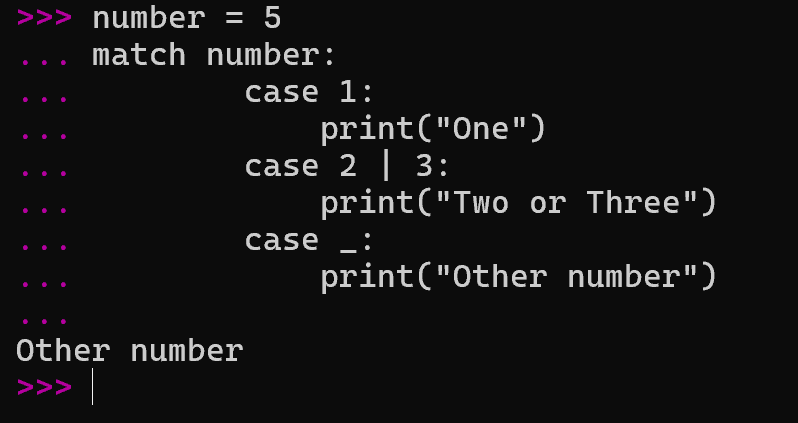 >>> number = 5
... match number:
...         case 1:
...             print("One")
...         case 2 | 3:
...             print("Two or Three")
...         case _:
...             print("Other number")
...
Other number
>>>